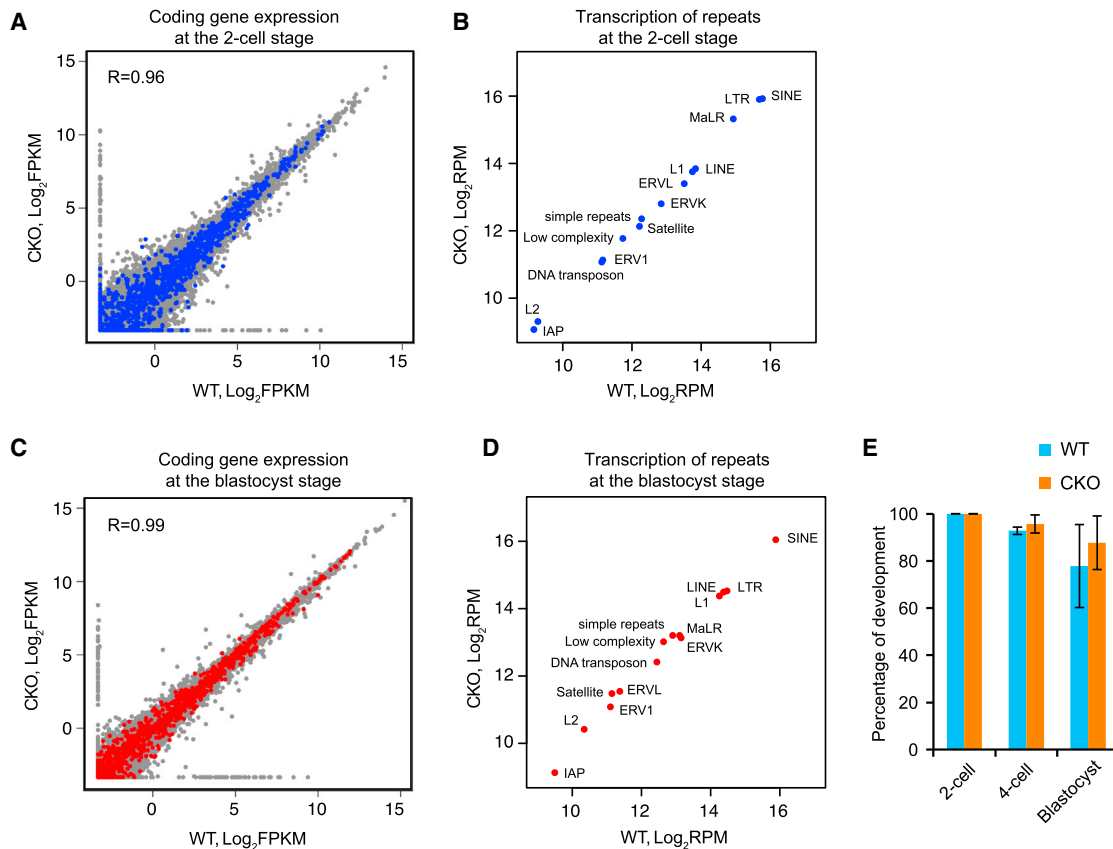 A
Coding gene expression
at the 2-cell stage
R=0.96
15
10
5
0
CKO, Log2FPKM
0
5
10
15
WT, Log2FPKM
B
Transcription of repeats
at the 2-cell stage
16
14
12
10
CKO, Log2RPM
LTR
SINE
MaLR
L1
LINE
ERVL
ERVK
simple repeats
Satellite
Low complexity
ERV1
DNA transposon
L2
IAP
10
12
14
16
WT, Log2RPM
C
Coding gene expression
at the blastocyst stage
R=0.99
15
10
5
0
CKO, Log2FPKM
0
5
10
15
WT, Log2FPKM
D
Transcription of repeats
at the blastocyst stage
16
14
12
10
CKO, Log2RPM
SINE
LINE
LTR
L1
simple repeats
MaLR
Low complexity
ERVK
DNA transposon
Satellite
ERVL
ERV1
L2
IAP
10
12
14
16
WT, Log2RPM
E
WT
CKO
100
80
60
40
20
0
Percentage of development
2-cell
4-cell
Blastocyst